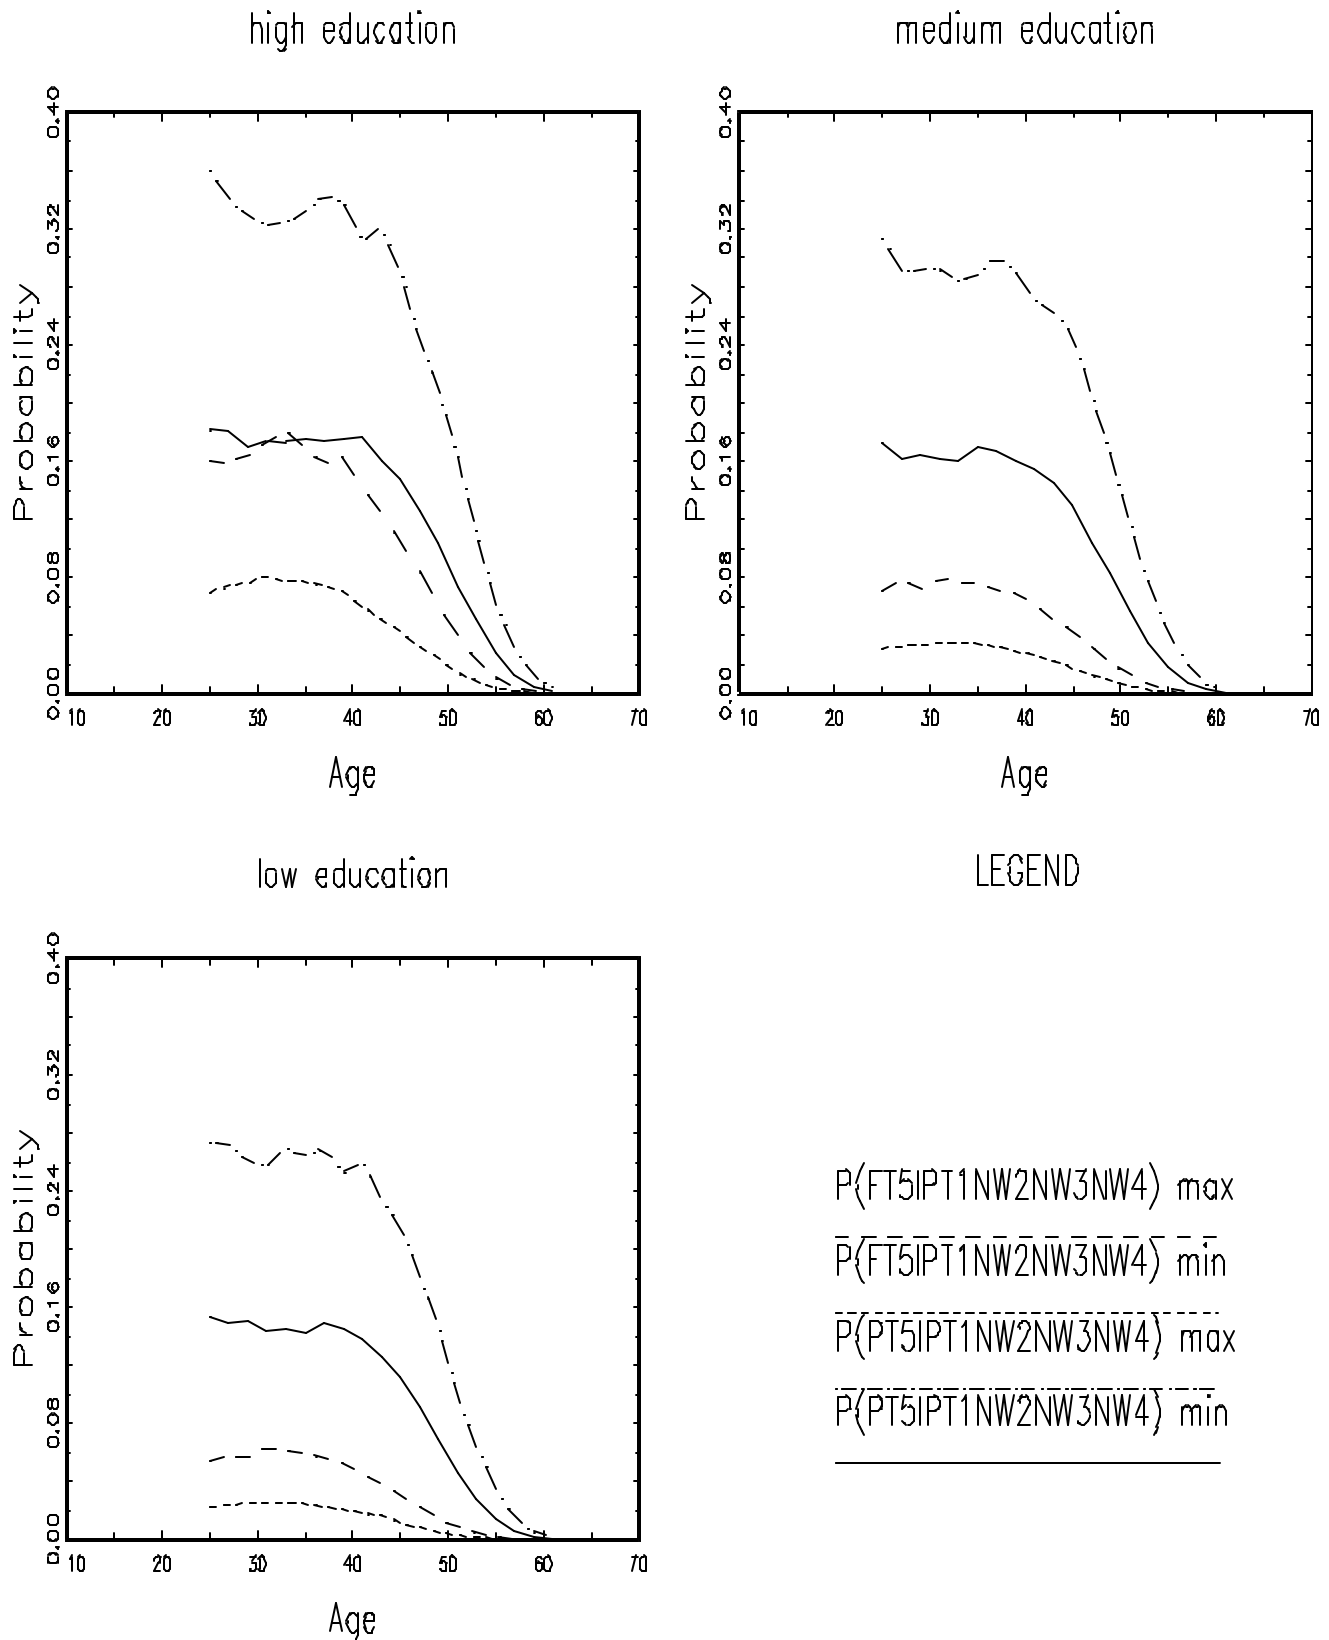 high education
Probability
0.40
0.32
0.24
0.16
0.08
0.00
10 20 30 40 50 60 70
Age
medium education
Probability
0.40
0.32
0.24
0.16
0.08
0.00
10 20 30 40 50 60 70
Age
low education
Probability
0.40
0.32
0.24
0.16
0.08
0.00
10 20 30 40 50 60 70
Age
LEGEND
P(FT5IPT1NW2NW3NW4) max
P(FT5IPT1NW2NW3NW4) min
P(PT5IPT1NW2NW3NW4) max
P(PT5IPT1NW2NW3NW4) min